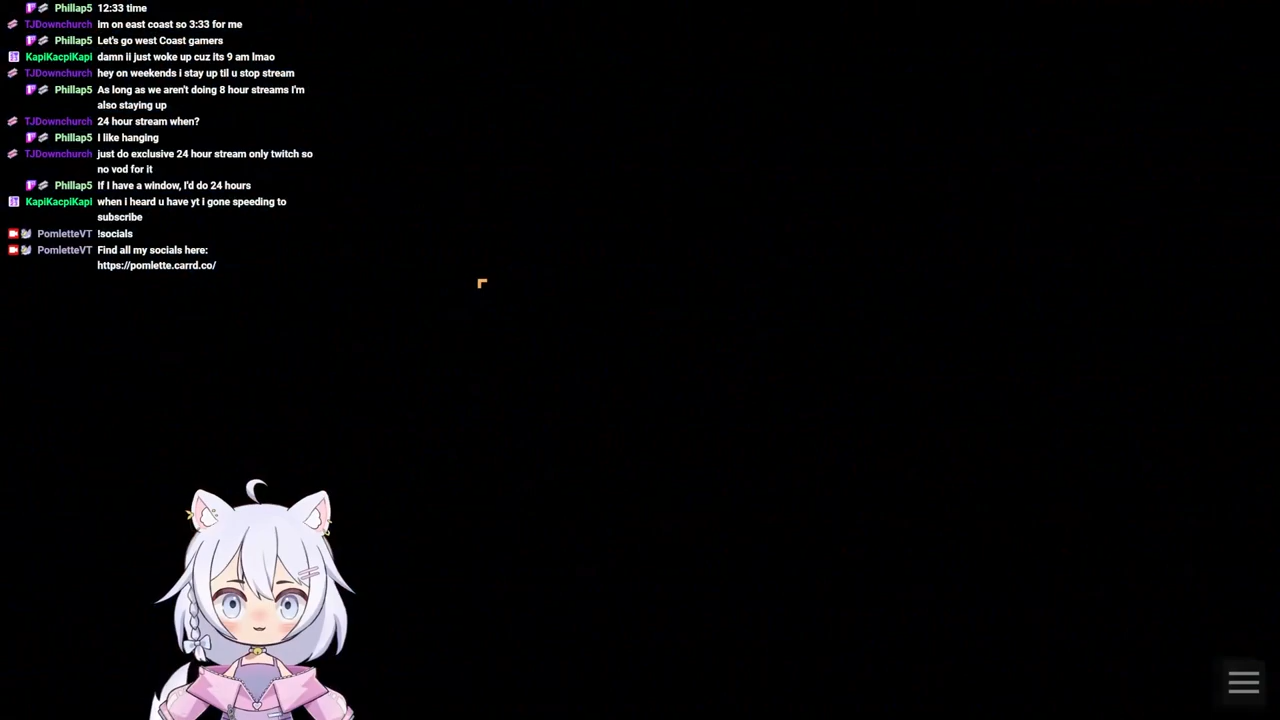 Phillap5 12:33 time
TJDownchurch im on east coast so 3:33 for me
Phillap5 Let's go west Coast gamers
KapiKacpiKapi damn ii just woke up cuz its 9 am lmao
TJDownchurch hey on weekends i stay up til u stop stream
Phillap5 As long as we aren't doing 8 hour streams I'm
also staying up
TJDownchurch 24 hour stream when?
Phillap5 I like hanging
TJDownchurch just do exclusive 24 hour stream only twitch so
no vod for it
Phillap5 If I have a window, I'd do 24 hours
KapiKacpiKapi when i heard u have yt i gone speeding to
subscribe
PomletteVT !socials
PomletteVT Find all my socials here:
https://pomlette.carrd.co/